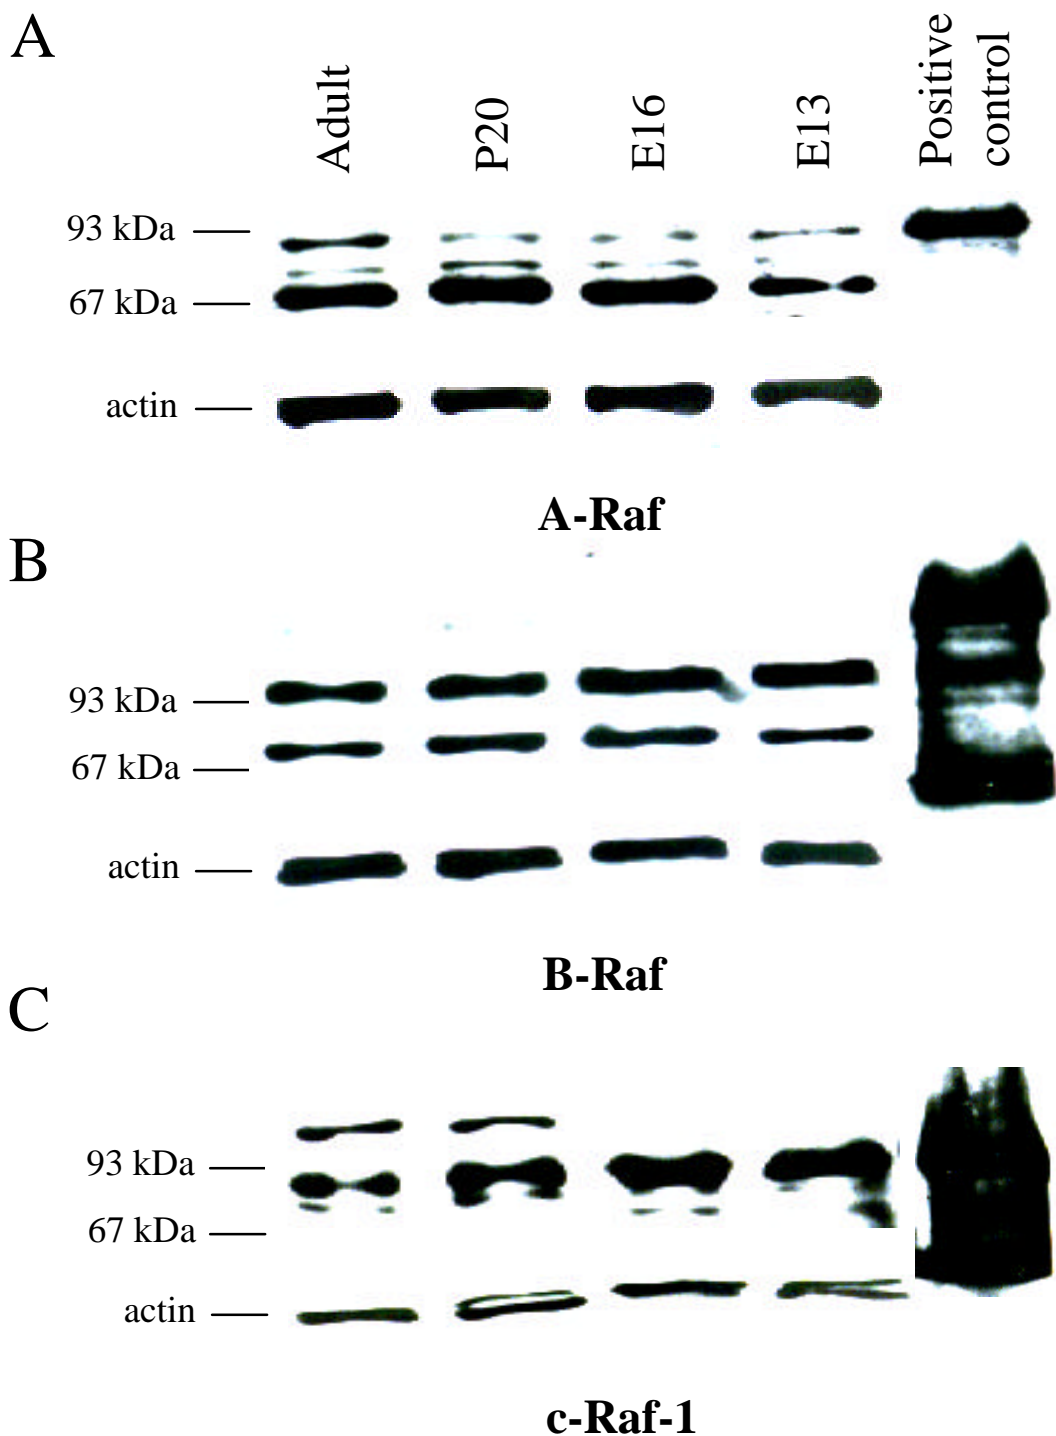 A
Adult
P20
E16
E13
Positive
control
93 kDa
67 kDa
actin
A-Raf
B
93 kDa
67 kDa
actin
B-Raf
C
93 kDa
67 kDa
actin
c-Raf-1